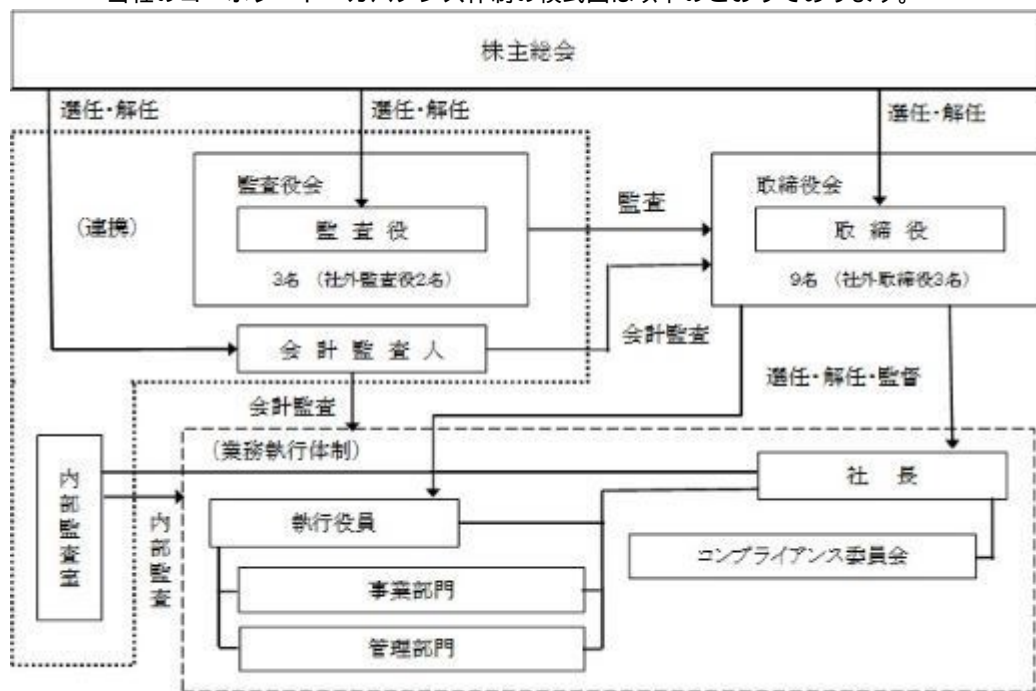 株主総会
選任・解任
選任・解任
選任・解任
監査役会
監査役
3名 (社外監査役2名)
監査
取締役会
取締役
9名 (社外取締役3名)
(連携)
会計監査人
会計監査
会計監査
選任・解任・監督
(業務執行体制)
社長
内部監査室
内部監査
執行役員
コンプライアンス委員会
事業部門
管理部門